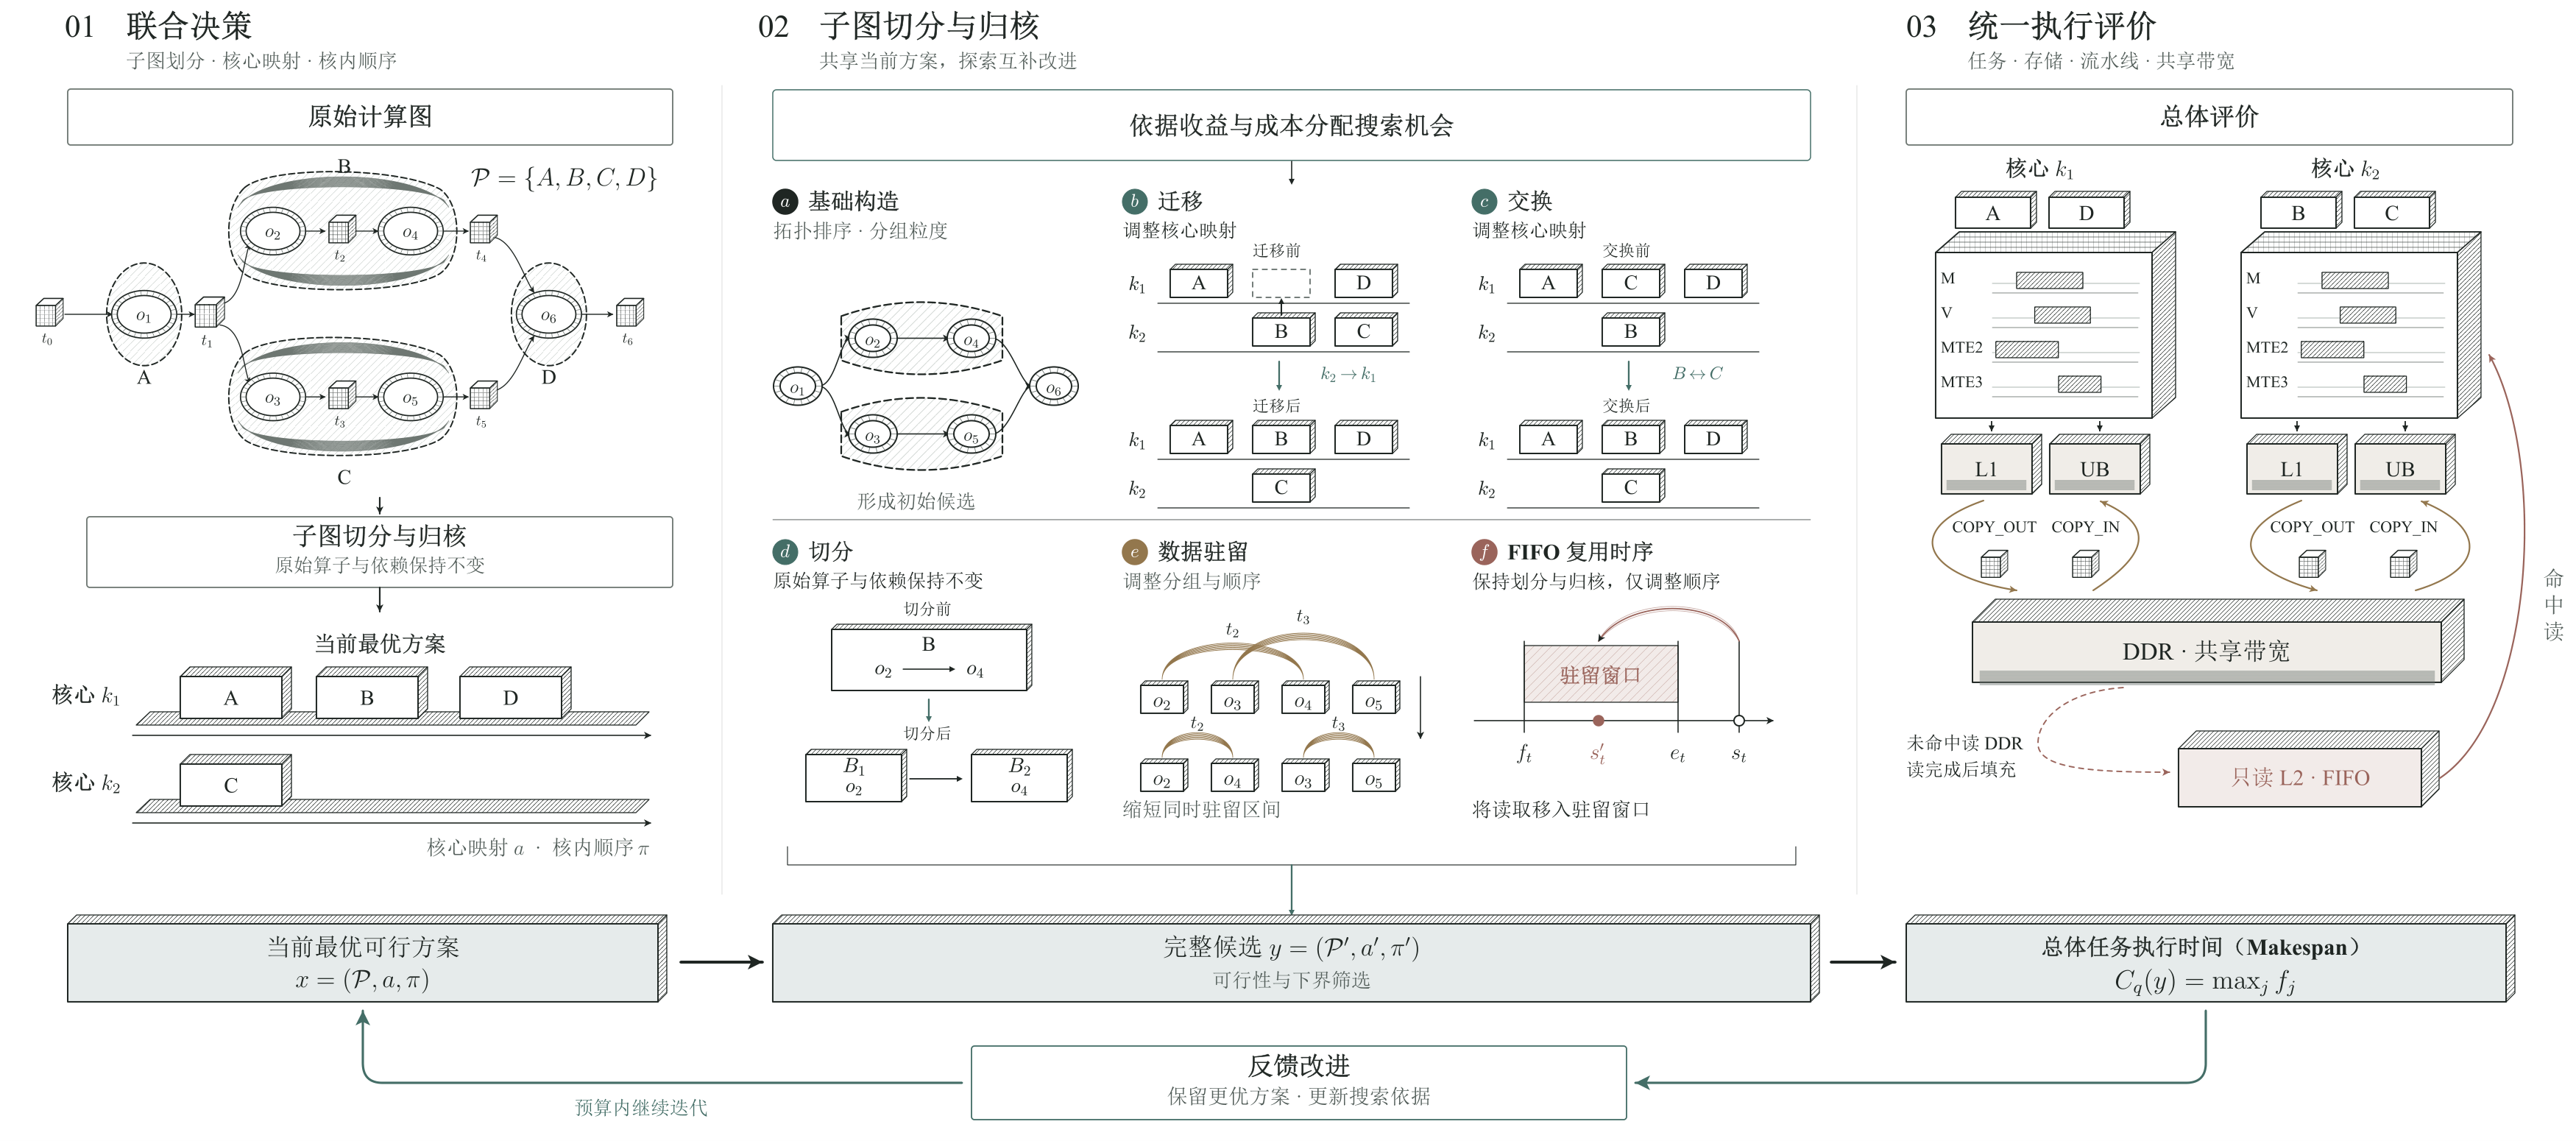 01 联合决策
子图划分 · 核心映射 · 核内顺序
原始计算图
B
𝒫 = {A, B, C, D}
o₂ t₂ o₄ t₄
t₀ o₁ t₁ o₆ t₆
A D
o₃ t₃ o₅ t₅
C
子图切分与归核
原始算子与依赖保持不变
当前最优方案
核心 k₁ A B D
核心 k₂ C
核心映射 a · 核内顺序 π
02 子图切分与归核
共享当前方案，探索互补改进
依据收益与成本分配搜索机会
a 基础构造
拓扑排序 · 分组粒度
o₂ o₄
o₁ o₆
o₃ o₅
形成初始候选
b 迁移
调整核心映射
迁移前
k₁ A D
k₂ B C
k₂ → k₁
迁移后
k₁ A B D
k₂ C
c 交换
调整核心映射
交换前
k₁ A C D
k₂ B
B ↔ C
交换后
k₁ A B D
k₂ C
d 切分
原始算子与依赖保持不变
切分前
B
o₂ o₄
切分后
B₁ B₂
o₂ o₄
e 数据驻留
调整分组与顺序
t₂ t₃
o₂ o₃ o₄ o₅
t₂ t₃
o₂ o₄ o₃ o₅
缩短同时驻留区间
f FIFO 复用时序
保持划分与归核，仅调整顺序
驻留窗口
fₜ s′ₜ eₜ sₜ
将读取移入驻留窗口
03 统一执行评价
任务 · 存储 · 流水线 · 共享带宽
总体评价
核心 k₁ 核心 k₂
A D B C
M M
V V
MTE2 MTE2
MTE3 MTE3
L1 UB L1 UB
COPY_OUT COPY_IN COPY_OUT COPY_IN
命中读
DDR · 共享带宽
未命中读 DDR
读完成后填充
只读 L2 · FIFO
当前最优可行方案
x = (𝒫, a, π)
完整候选 y = (𝒫′, a′, π′)
可行性与下界筛选
总体任务执行时间（Makespan）
C_q(y) = maxⱼ fⱼ
反馈改进
保留更优方案 · 更新搜索依据
预算内继续迭代